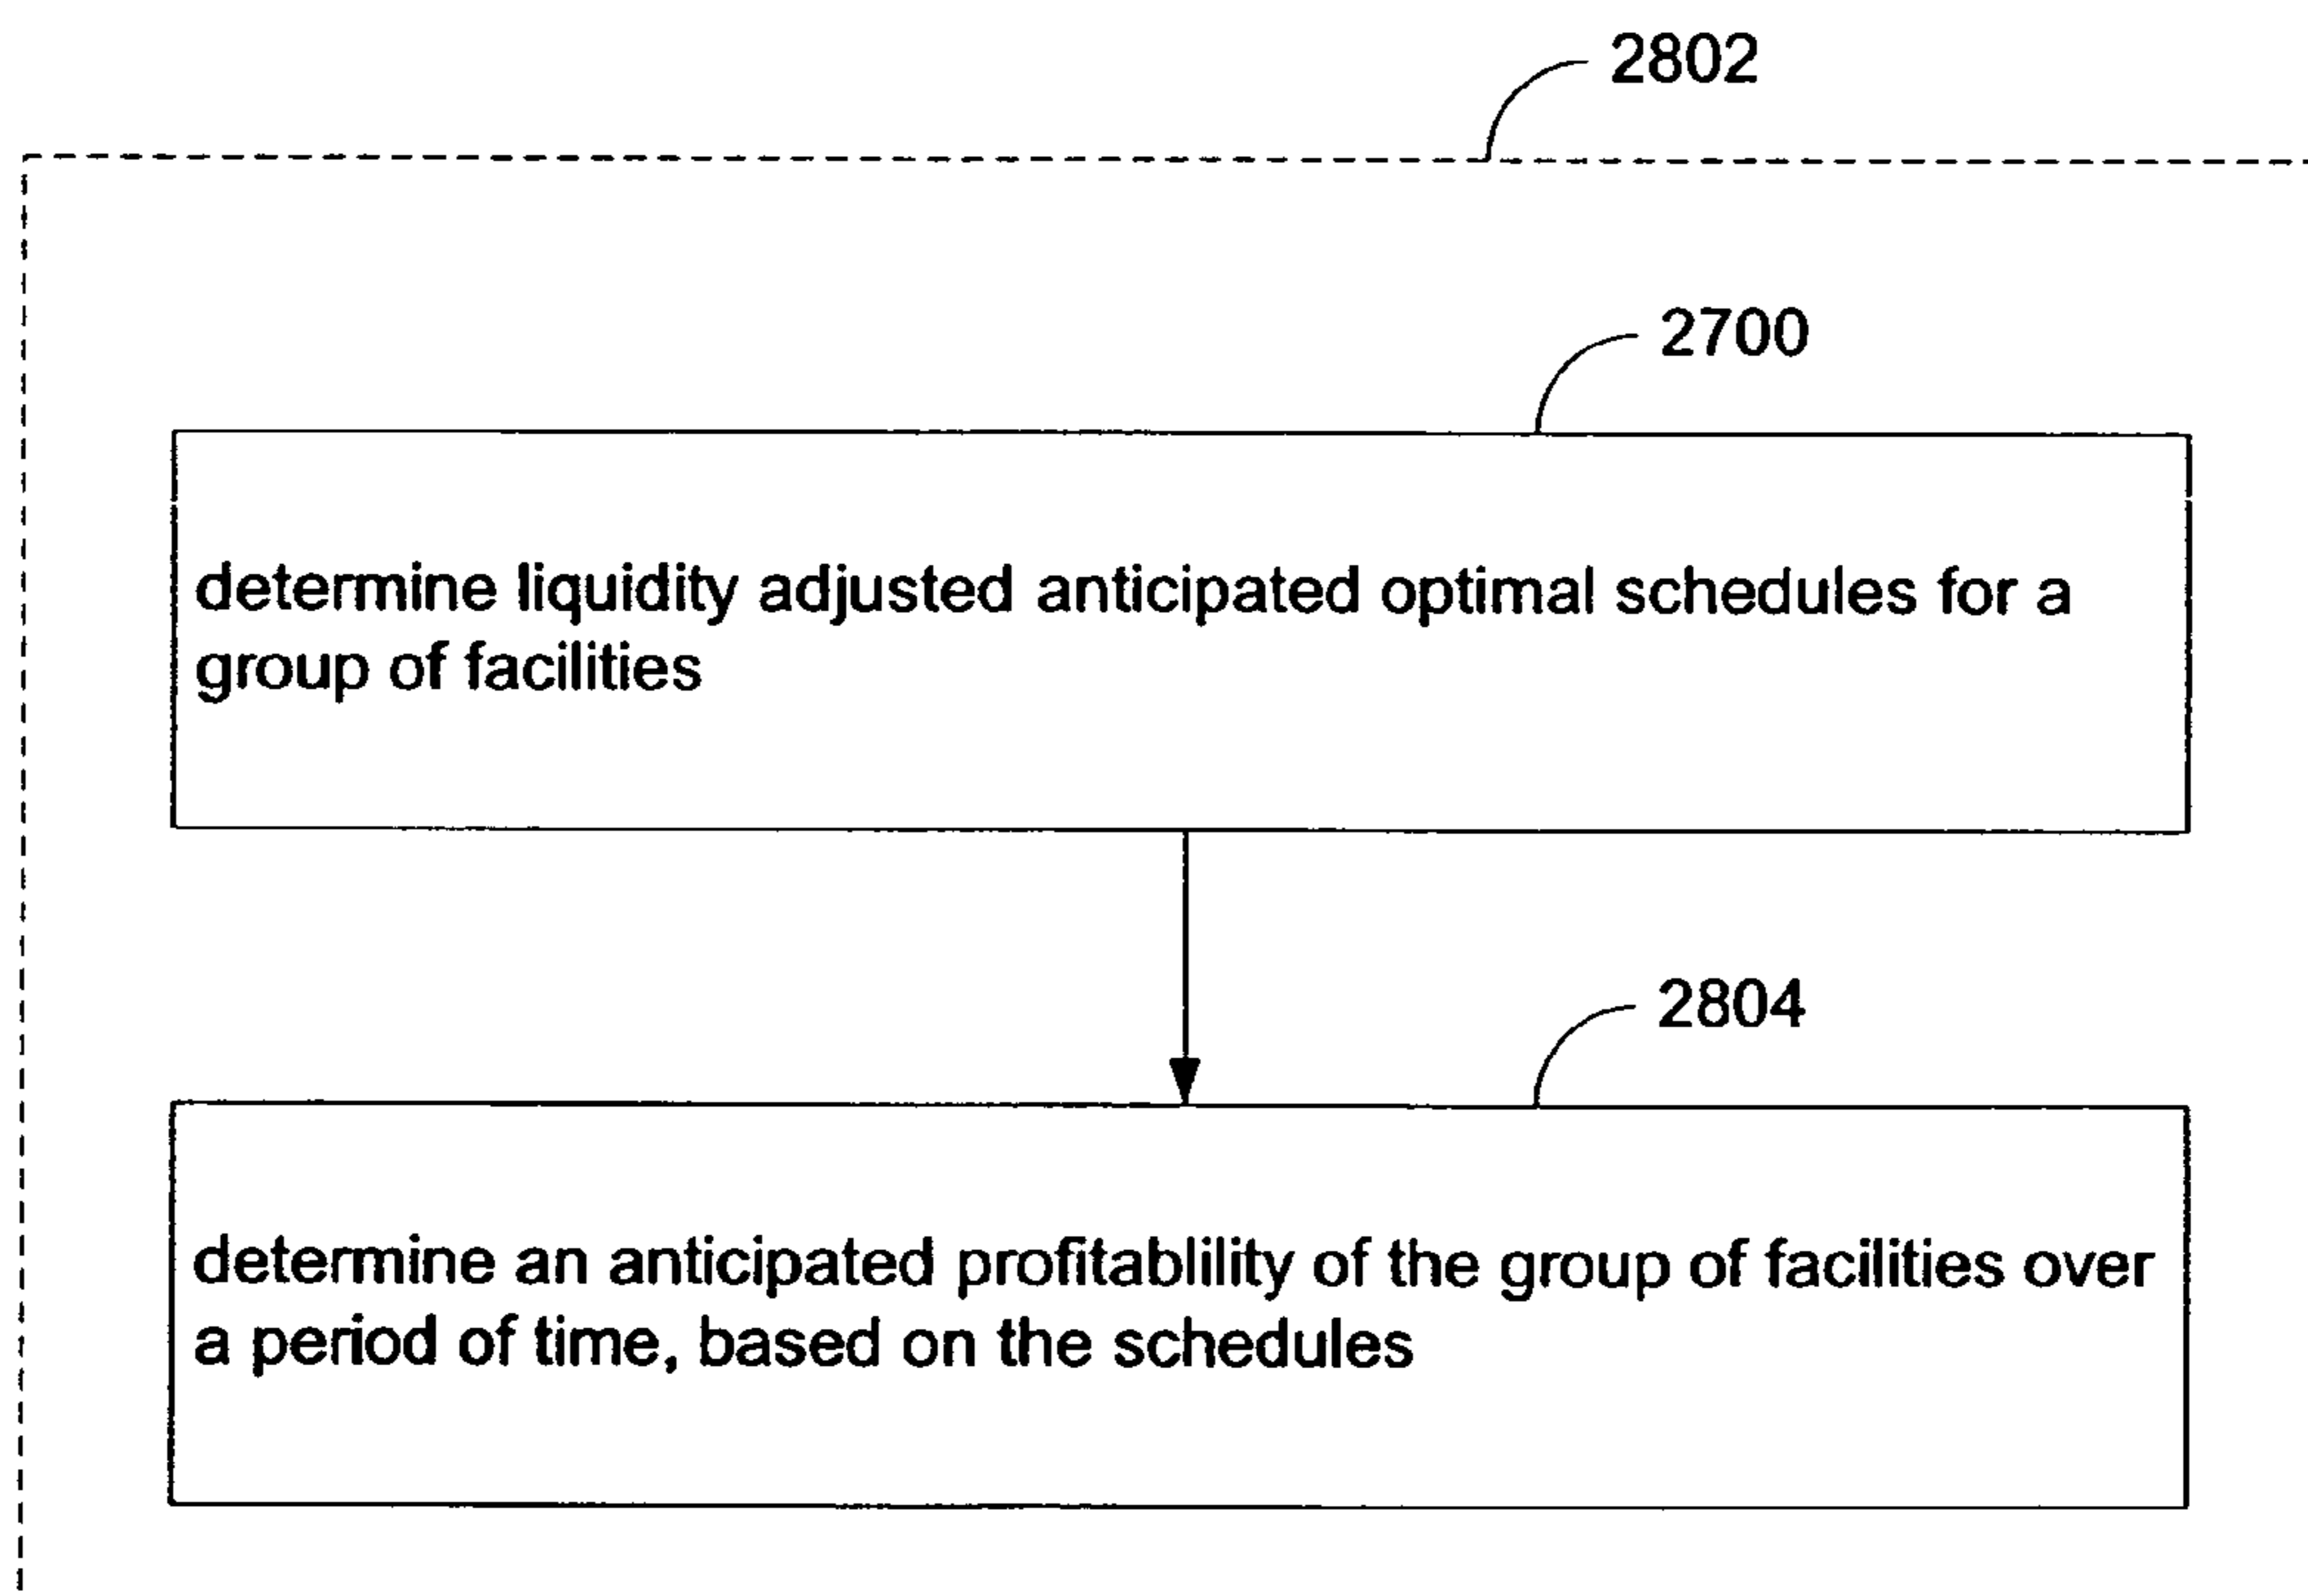 2802
2700
determine liquidity adjusted anticipated optimal schedules for a
group of facilities
2804
determine an anticipated profitablility of the group of facilities over
a period of time, based on the schedules